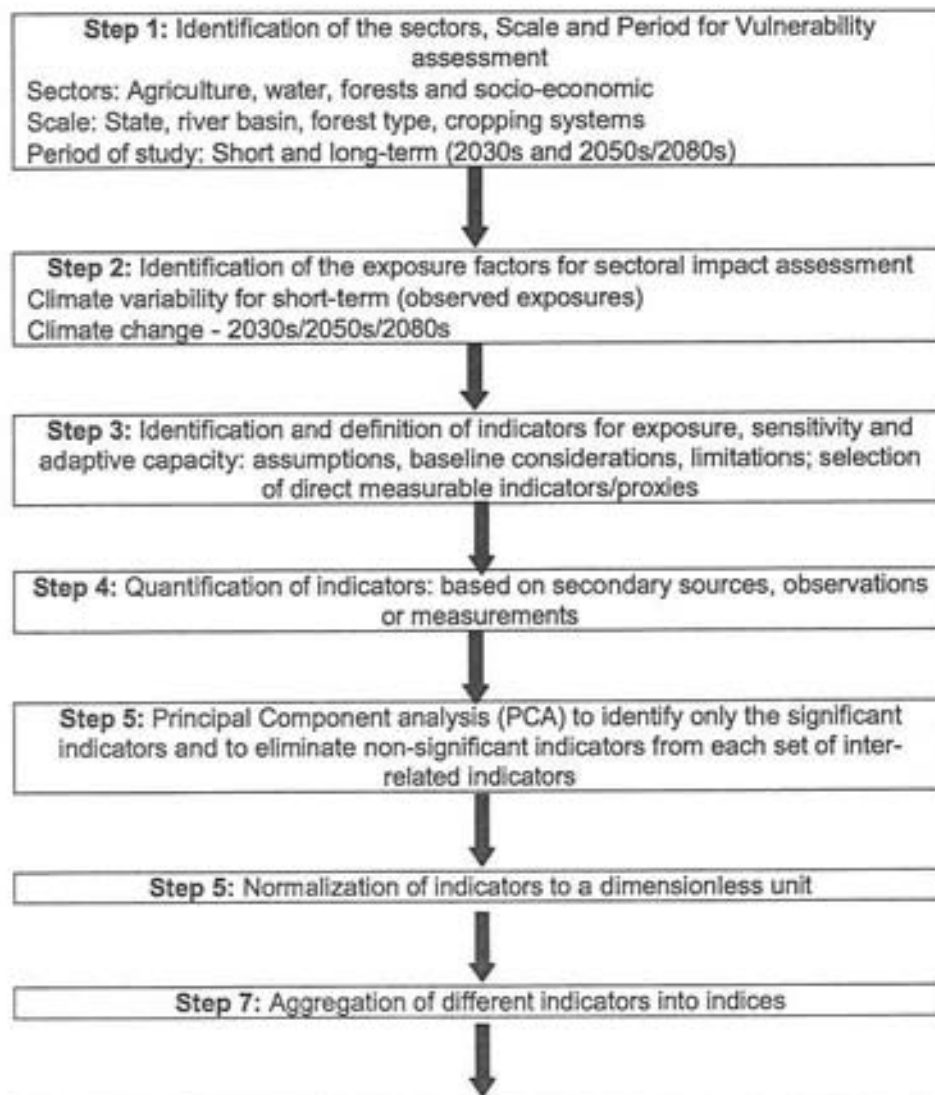 Step 1: Identification of the sectors, Scale and Period for Vulnerability
assessment
Sectors: Agriculture, water, forests and socio-economic
Scale: State, river basin, forest type, cropping systems
Period of study: Short and long-term (2030s and 2050s/2080s)
Step 2: Identification of the exposure factors for sectoral impact assessment
Climate variability for short-term (observed exposures)
Climate change - 2030s/2050s/2080s
Step 3: Identification and definition of indicators for exposure, sensitivity and
adaptive capacity: assumptions, baseline considerations, limitations; selection
of direct measurable indicators/proxies
Step 4: Quantification of indicators: based on secondary sources, observations
or measurements
Step 5: Principal Component analysis (PCA) to identify only the significant
indicators and to eliminate non-significant indicators from each set of inter-
related indicators
Step 5: Normalization of indicators to a dimensionless unit
Step 7: Aggregation of different indicators into indices